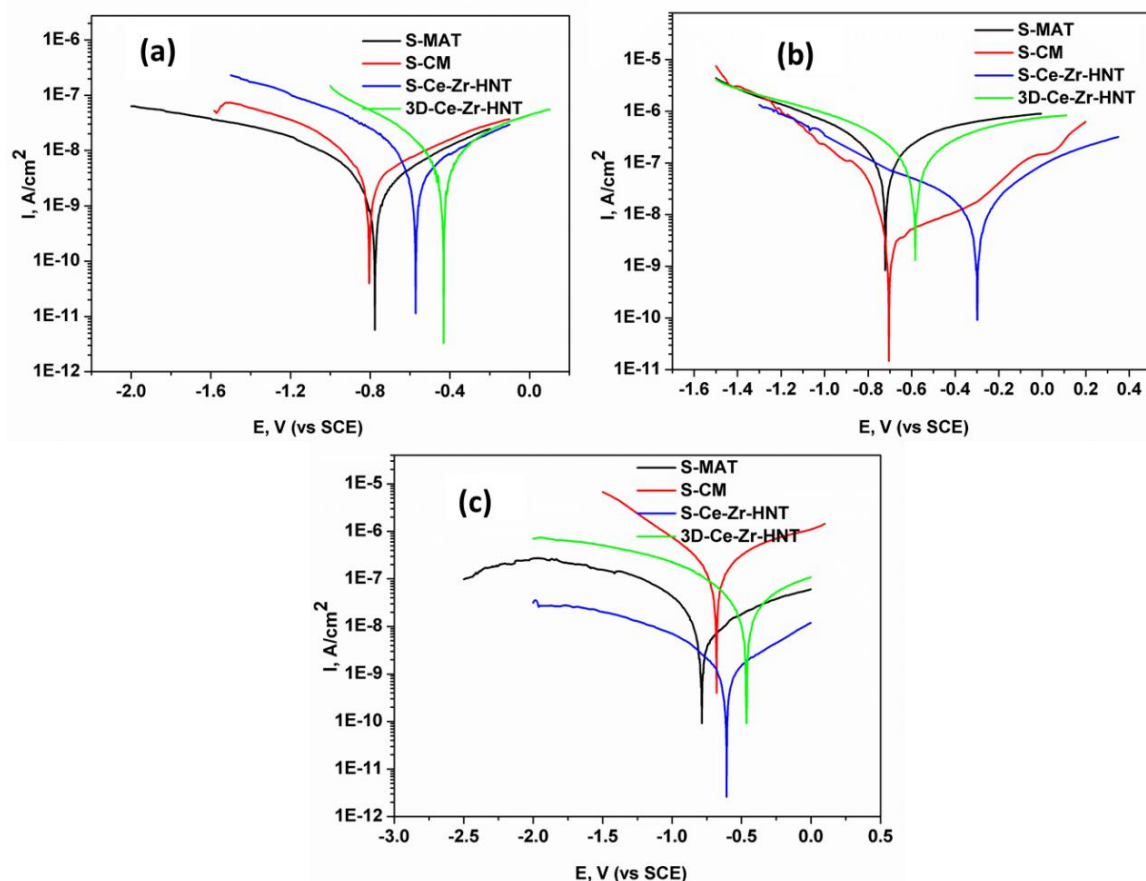 (a)
S-MAT
S-CM
S-Ce-Zr-HNT
3D-Ce-Zr-HNT
1E-6
1E-7
1E-8
1E-9
1E-10
1E-11
1E-12
I, A/cm²
-2.0 -1.6 -1.2 -0.8 -0.4 0.0
E, V (vs SCE)
(b)
S-MAT
S-CM
S-Ce-Zr-HNT
3D-Ce-Zr-HNT
1E-5
1E-6
1E-7
1E-8
1E-9
1E-10
1E-11
I, A/cm²
-1.6 -1.4 -1.2 -1.0 -0.8 -0.6 -0.4 -0.2 0.0 0.2 0.4
E, V (vs SCE)
(c)
S-MAT
S-CM
S-Ce-Zr-HNT
3D-Ce-Zr-HNT
1E-5
1E-6
1E-7
1E-8
1E-9
1E-10
1E-11
1E-12
I, A/cm²
-3.0 -2.5 -2.0 -1.5 -1.0 -0.5 0.0 0.5
E, V (vs SCE)